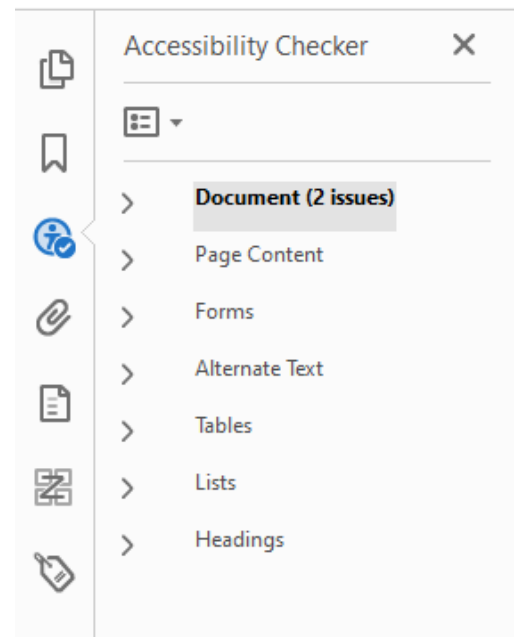 Accessibility Checker
Document (2 issues)
Page Content
Forms
Alternate Text
Tables
Lists
Headings